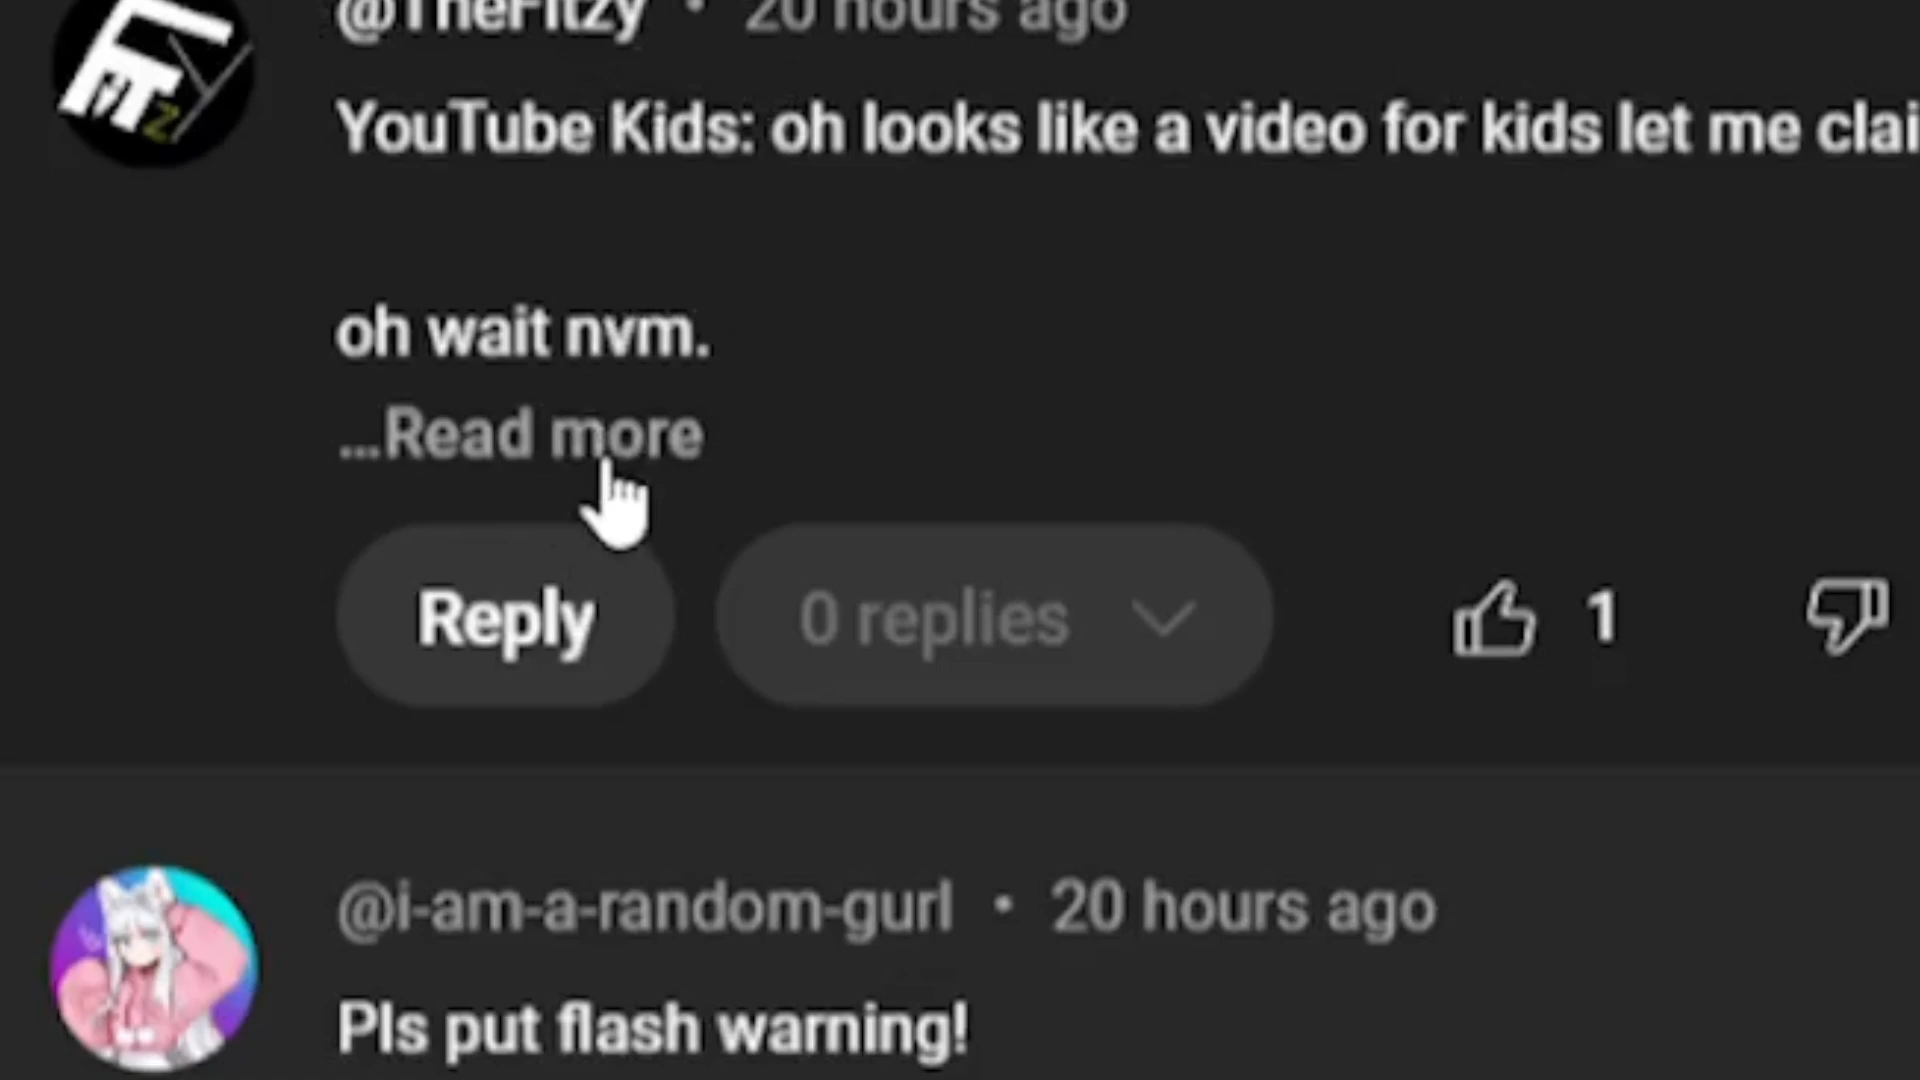 @TheFitzy • 20 hours ago
YouTube Kids: oh looks like a video for kids let me clai
oh wait nvm.
...Read more
Reply
0 replies
1
@i-am-a-random-gurl • 20 hours ago
Pls put flash warning!